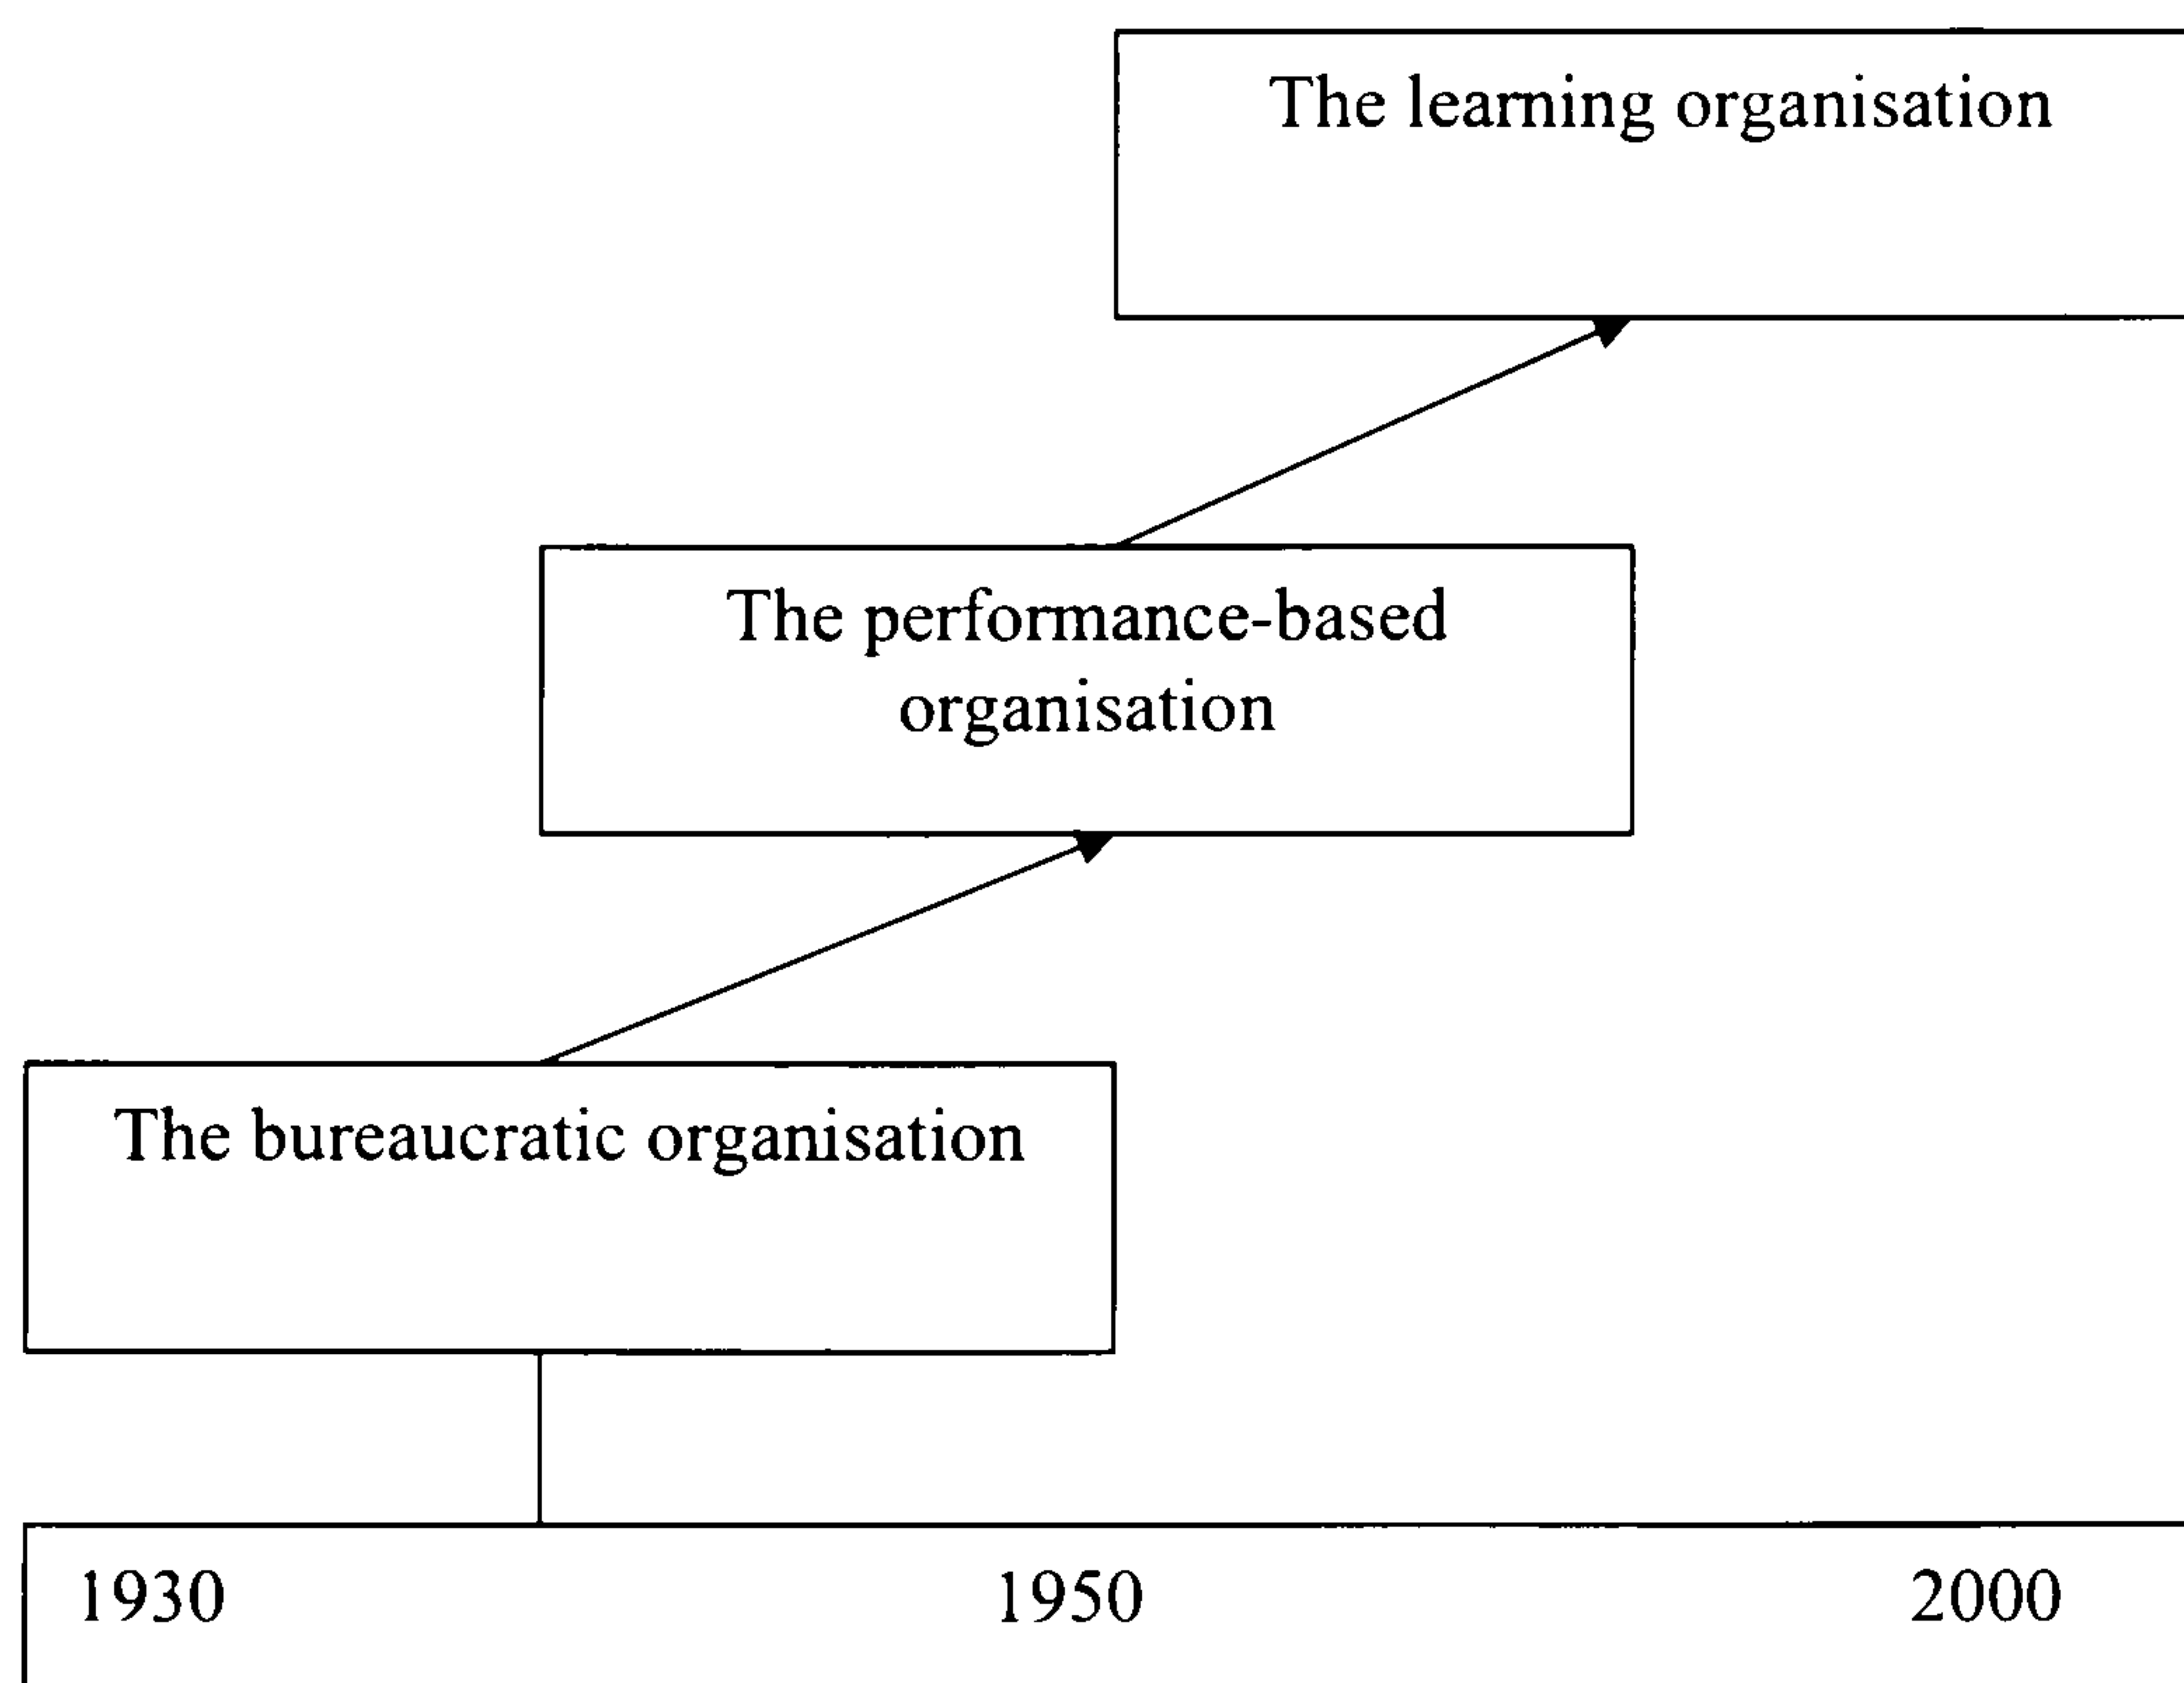 The learning organisation
The performance-based
organisation
The bureaucratic organisation
1930 1950 2000